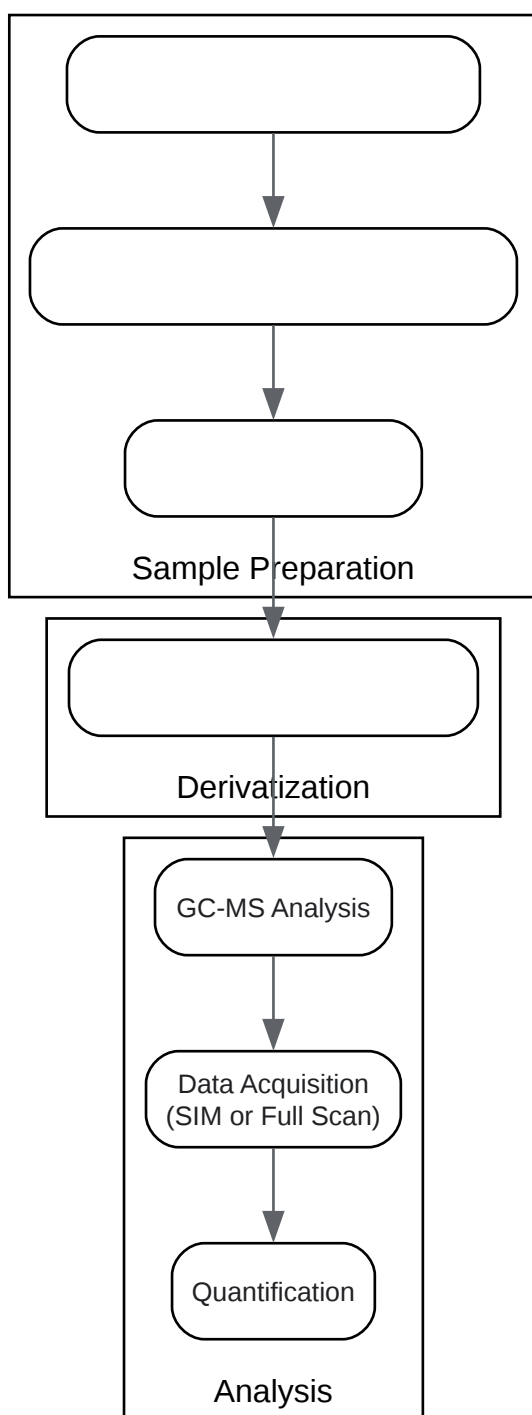 Sample Preparation
Derivatization
GC-MS Analysis
Data Acquisition
(SIM or Full Scan)
Quantification
Analysis